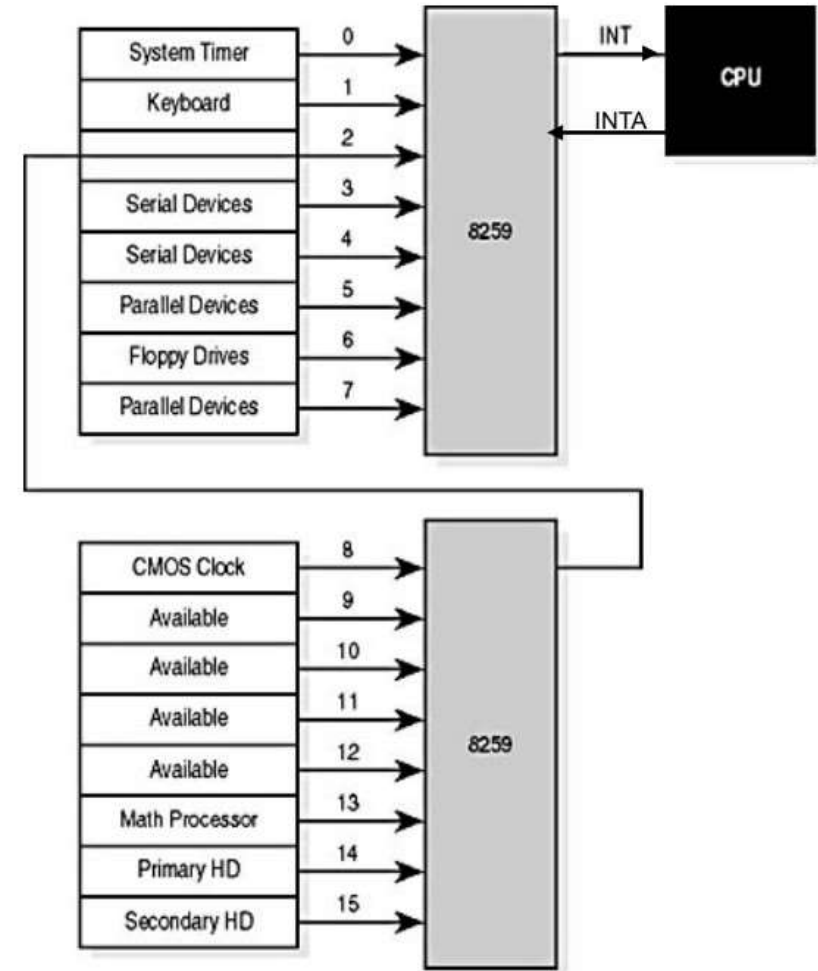 System Timer
0
INT
CPU
Keyboard
1
INTA
2
Serial Devices
3
8259
Serial Devices
4
Parallel Devices
5
Floppy Drives
6
Parallel Devices
7
CMOS Clock
8
Available
9
Available
10
Available
11
Available
12
8259
Math Processor
13
Primary HD
14
Secondary HD
15